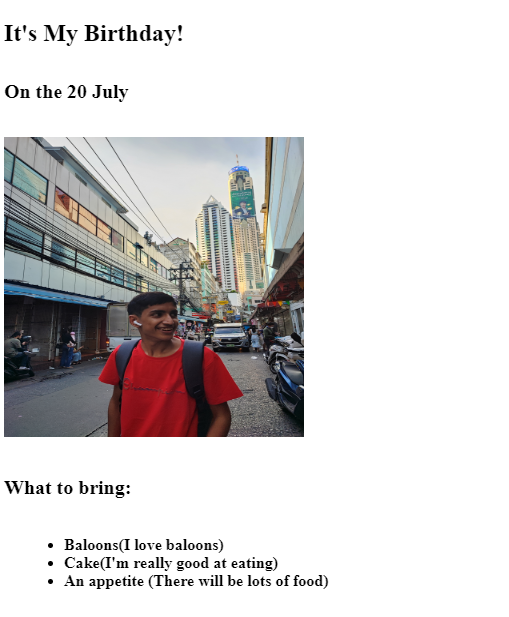 It's My Birthday!
On the 20 July
What to bring:
Baloons(I love baloons)
Cake(I'm really good at eating)
An appetite (There will be lots of food)